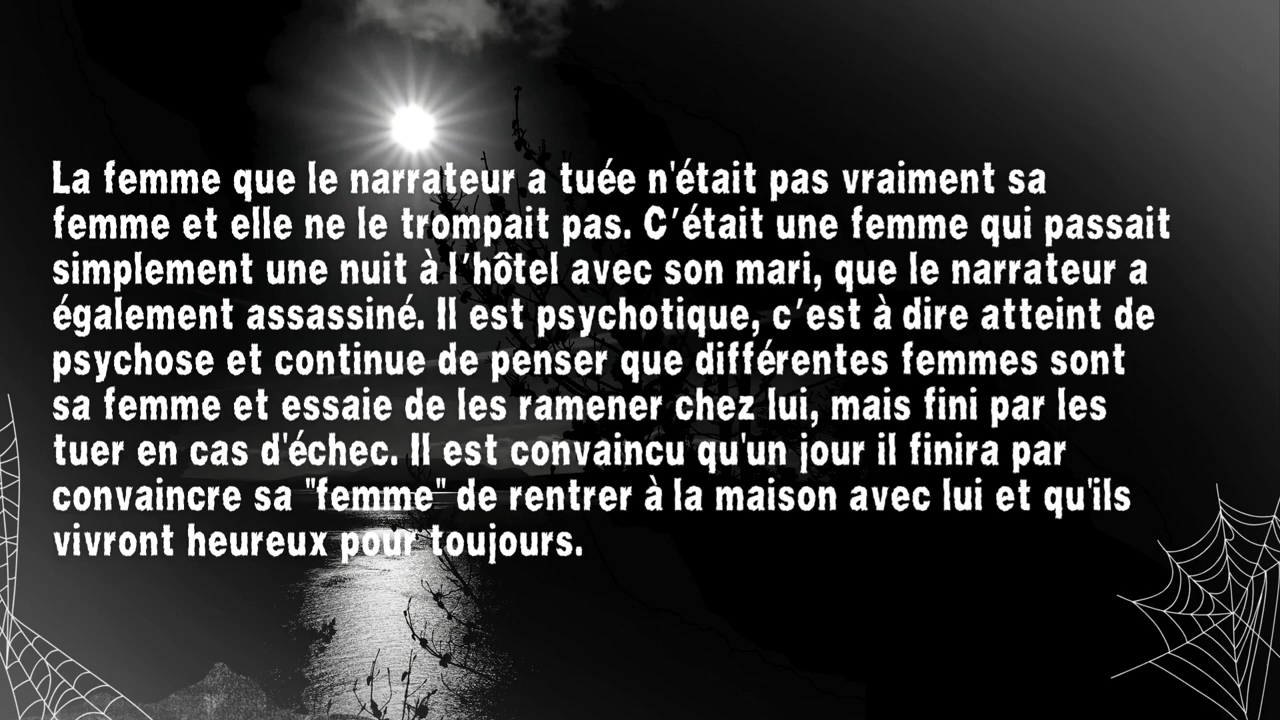 La femme que le narrateur a tuée n'était pas vraiment sa
femme et elle ne le trompait pas. C'était une femme qui passait
simplement une nuit à l'hôtel avec son mari, que le narrateur a
également assassiné. Il est psychotique, c'est à dire atteint de
psychose et continue de penser que différentes femmes sont
sa femme et essaie de les ramener chez lui, mais fini par les
tuer en cas d'échec. Il est convaincu qu'un jour il finira par
convaincre sa "femme" de rentrer à la maison avec lui et qu'ils
vivront heureux pour toujours.